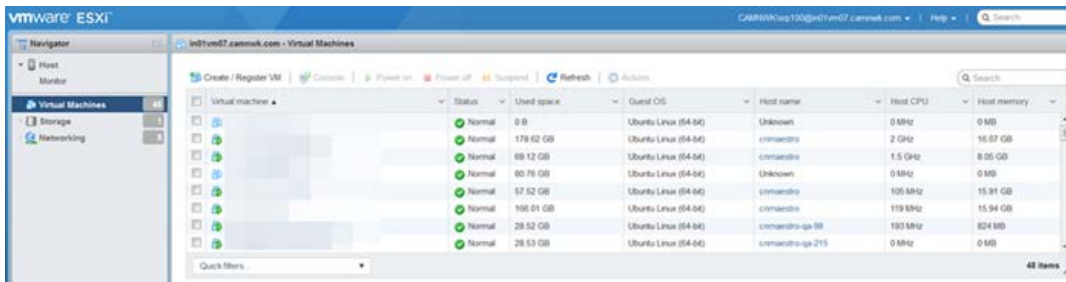 vmware ESXi
CAMNWK\srp100@in01vm07.camnwk.com | Help | Search
Navigator
in01vm07.camnwk.com - Virtual Machines
Host
Monitor
Virtual Machines 48
Storage 1
Networking 1
Create / Register VM | Console | Power on Power off Suspend | Refresh | Actions
Search
Virtual machine Status Used space Guest OS Host name Host CPU Host memory
Normal 0 B Ubuntu Linux (64-bit) Unknown 0 MHz 0 MB
Normal 178.62 GB Ubuntu Linux (64-bit) cnmaestro 2 GHz 16.07 GB
Normal 69.12 GB Ubuntu Linux (64-bit) cnmaestro 1.5 GHz 8.05 GB
Normal 60.76 GB Ubuntu Linux (64-bit) Unknown 0 MHz 0 MB
Normal 57.52 GB Ubuntu Linux (64-bit) cnmaestro 105 MHz 15.91 GB
Normal 166.01 GB Ubuntu Linux (64-bit) cnmaestro 119 MHz 15.94 GB
Normal 28.52 GB Ubuntu Linux (64-bit) cnmaestro-qa-98 193 MHz 824 MB
Normal 28.53 GB Ubuntu Linux (64-bit) cnmaestro-qa-215 0 MHz 0 MB
Quick filters...
48 items